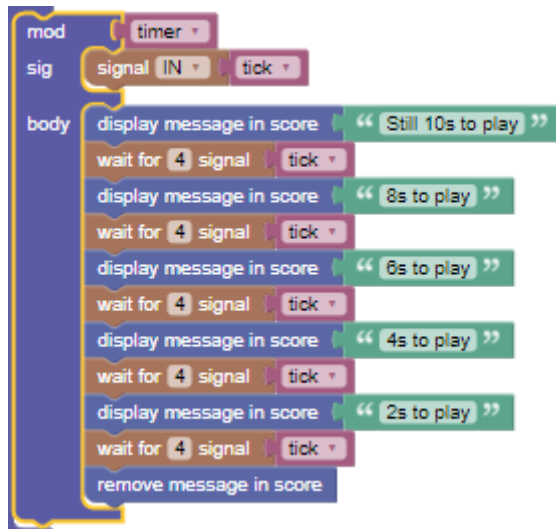 mod timer
sig signal IN tick
body display message in score “ Still 10s to play ”
wait for 4 signal tick
display message in score “ 8s to play ”
wait for 4 signal tick
display message in score “ 6s to play ”
wait for 4 signal tick
display message in score “ 4s to play ”
wait for 4 signal tick
display message in score “ 2s to play ”
wait for 4 signal tick
remove message in score